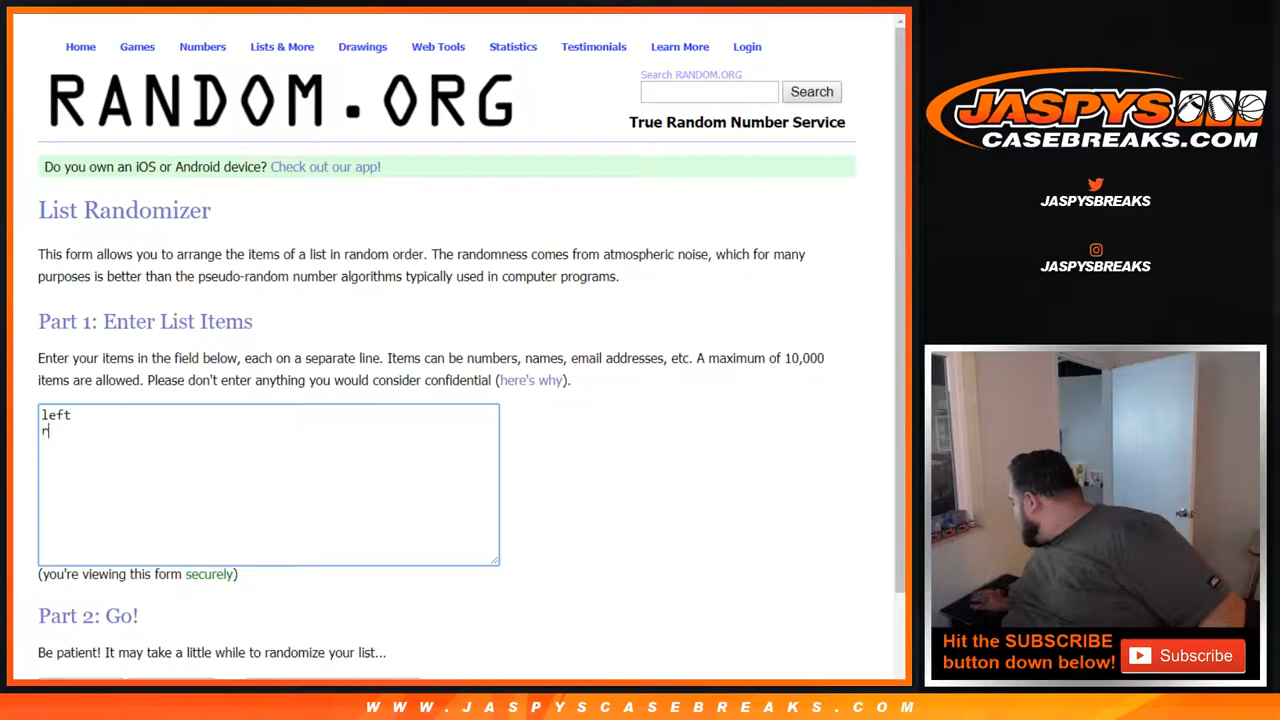 Home Games Numbers Lists & More Drawings Web Tools Statistics Testimonials Learn More Login
RANDOM.ORG
Search RANDOM.ORG
Search
True Random Number Service
Do you own an iOS or Android device? Check out our app!
List Randomizer
This form allows you to arrange the items of a list in random order. The randomness comes from atmospheric noise, which for many
purposes is better than the pseudo-random number algorithms typically used in computer programs.
Part 1: Enter List Items
Enter your items in the field below, each on a separate line. Items can be numbers, names, email addresses, etc. A maximum of 10,000
items are allowed. Please don't enter anything you would consider confidential (here's why).
left
r
(you're viewing this form securely)
Part 2: Go!
Be patient! It may take a little while to randomize your list...
JASPYS
CASEBREAKS.COM
JASPYSBREAKS
JASPYSBREAKS
Hit the SUBSCRIBE
button down below!
Subscribe
WWW.JASPYSCASEBREAKS.COM